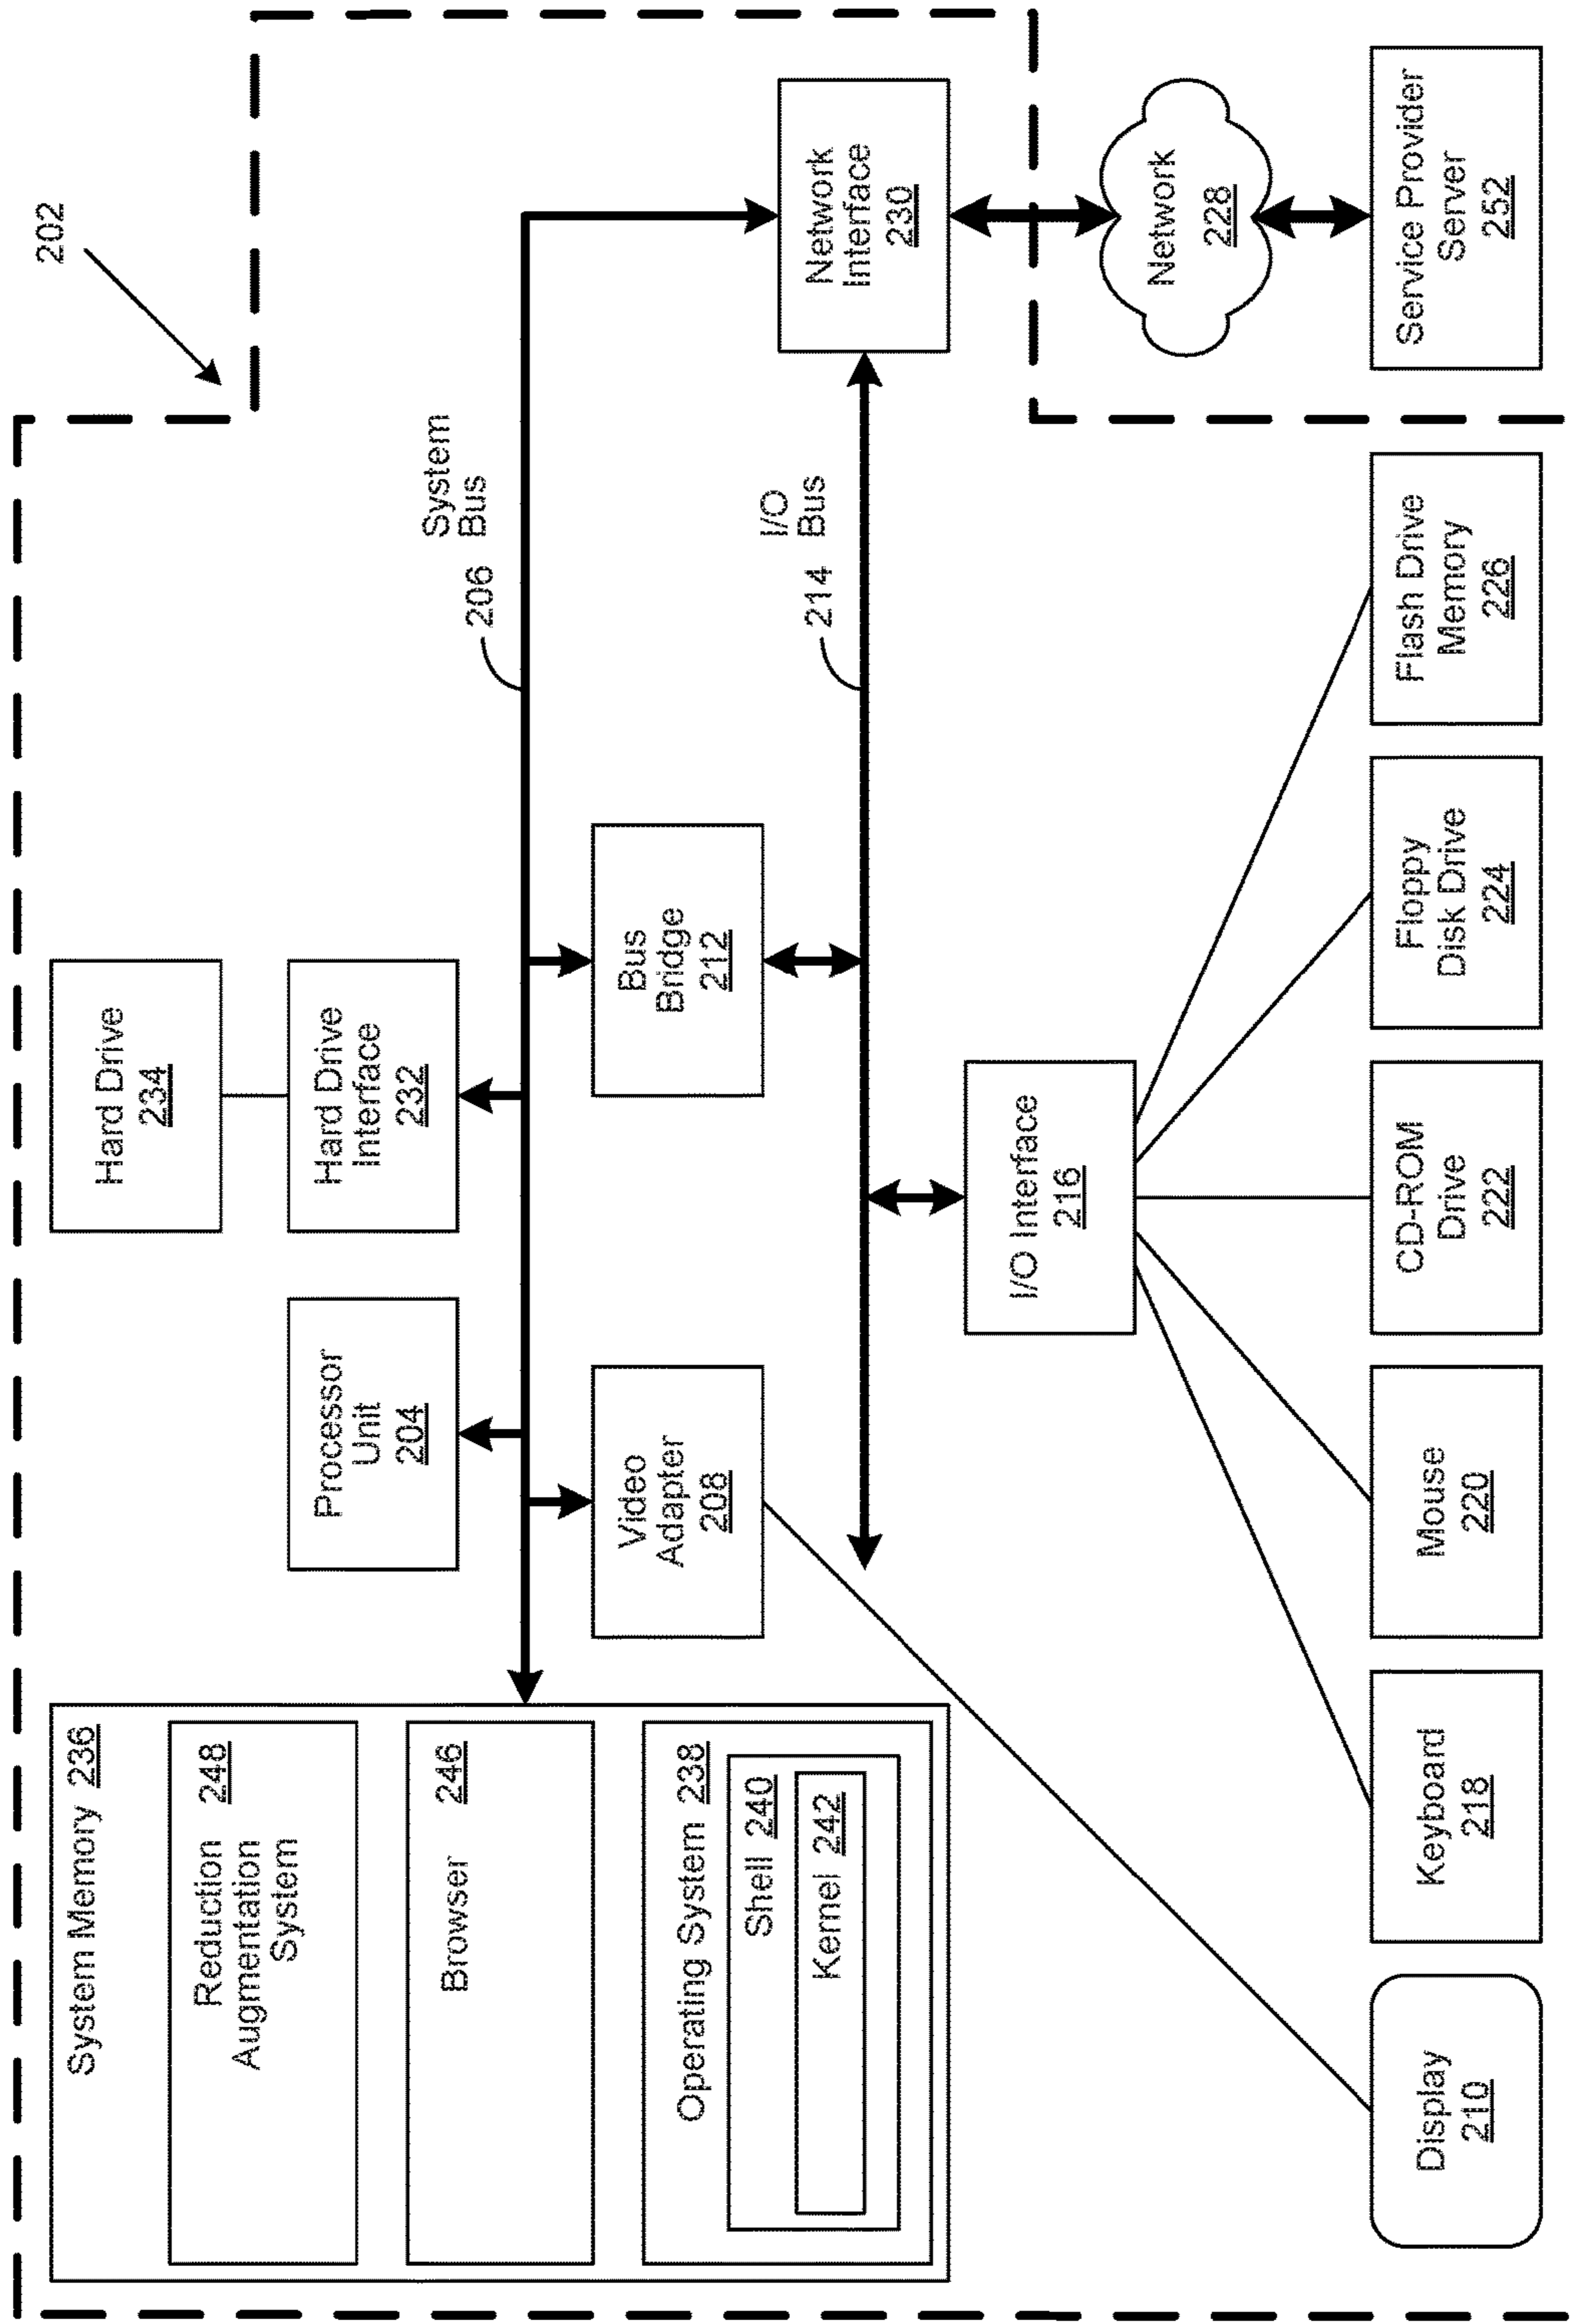 202
Hard Drive
234
System Memory 236
Reduction 248
Augmentation
System
Browser 246
Operating System 238
Shell 240
Kernel 242
Processor
Unit
204
Hard Drive
Interface
232
System
Bus
206
Video
Adapter
208
Bus
Bridge
212
I/O
Bus
214
Network
Interface
230
I/O Interface
216
Network
228
Display
210
Keyboard
218
Mouse
220
CD-ROM
Drive
222
Floppy
Disk Drive
224
Flash Drive
Memory
226
Service Provider
Server
252